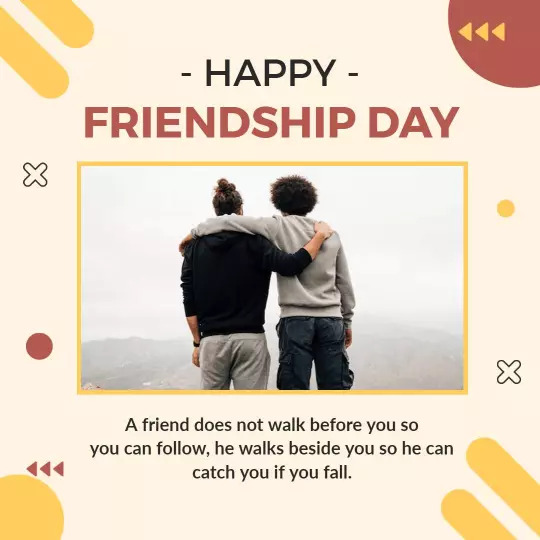 - HAPPY -
FRIENDSHIP DAY
A friend does not walk before you so
you can follow, he walks beside you so he can
catch you if you fall.